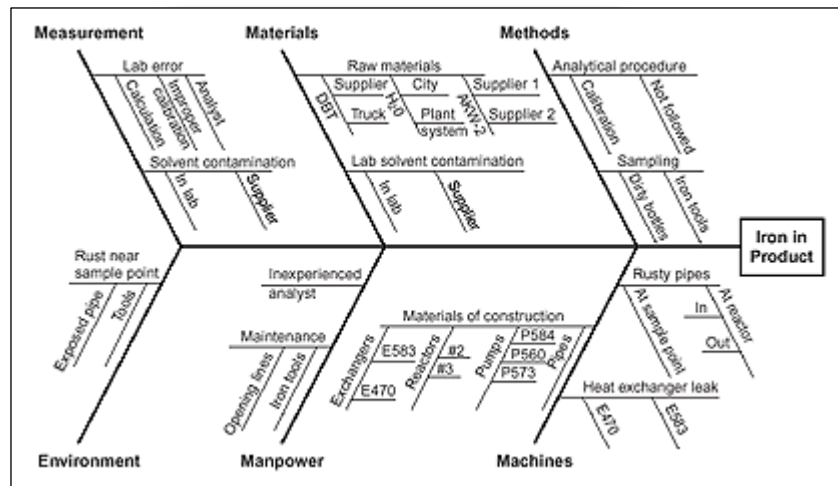 Measurement
Materials
Methods
Lab error
Calculation
Improper
calibration
Analyst
Solvent contamination
In lab
Supplier
Raw materials
DBT
Supplier
Truck
H20
City
Plant
system
AKW-2
Supplier 1
Supplier 2
Lab solvent contamination
In lab
Supplier
Analytical procedure
Calibration
Not followed
Sampling
Dirty bottles
Iron tools
Iron in
Product
Rust near
sample point
Exposed pipe
Tools
Inexperienced
analyst
Maintenance
Opening lines
Iron tools
Materials of construction
Exchangers
E583
E470
Reactors
#2
#3
Pumps
P584
P560
P573
Pipes
Rusty pipes
At sample point
At reactor
In
Out
Heat exchanger leak
E470
E583
Environment
Manpower
Machines